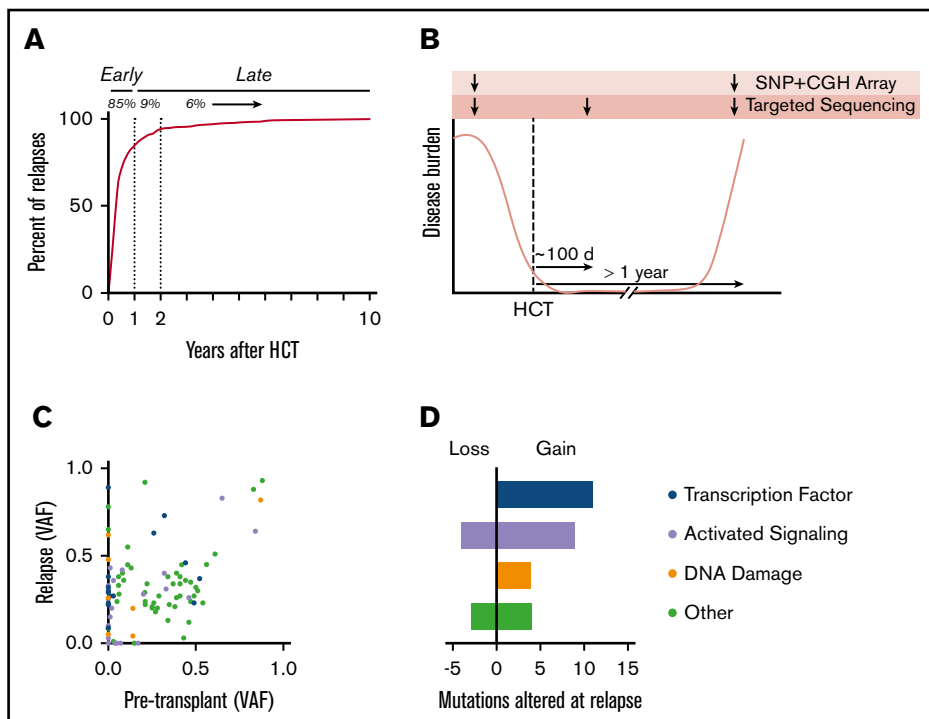 A
Early Late
85% 9% 6%
100
50
0
0 1 2 10
Percent of relapses
Years after HCT
B
SNP+CGH Array
Targeted Sequencing
Disease burden
~100 d
> 1 year
HCT
C
1.0
0.5
0.0
0.0 0.5 1.0
Relapse (VAF)
Pre-transplant (VAF)
D
Loss Gain
-5 0 5 10 15
Mutations altered at relapse
Transcription Factor
Activated Signaling
DNA Damage
Other